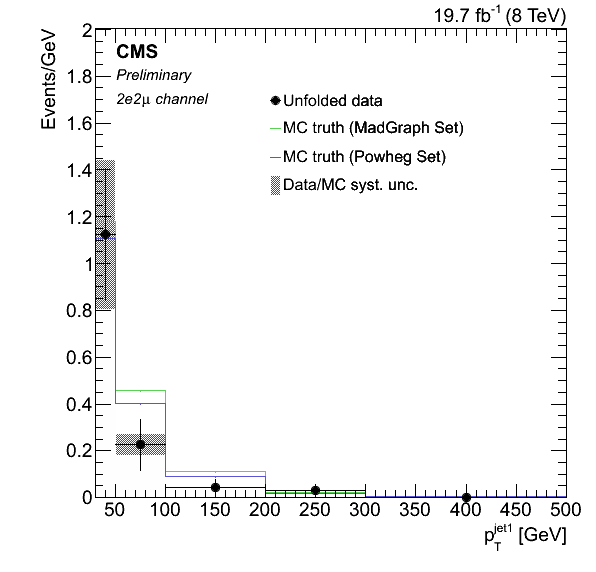 19.7 fb⁻¹ (8 TeV)
Events/GeV
CMS
Preliminary
2e2μ channel
Unfolded data
MC truth (MadGraph Set)
MC truth (Powheg Set)
Data/MC syst. unc.
2
1.8
1.6
1.4
1.2
1
0.8
0.6
0.4
0.2
0
50 100 150 200 250 300 350 400 450 500
p_T^jet1 [GeV]